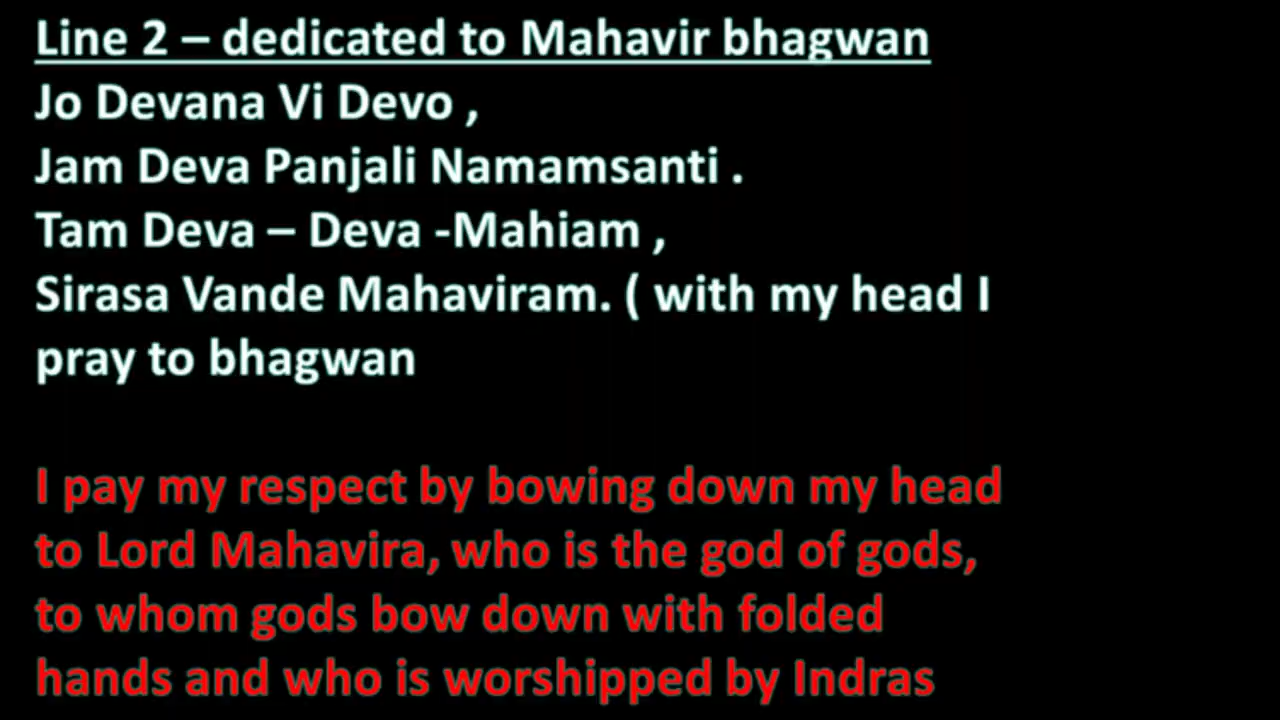 Line 2 – dedicated to Mahavir bhagwan
Jo Devana Vi Devo ,
Jam Deva Panjali Namamsanti .
Tam Deva – Deva -Mahiam ,
Sirasa Vande Mahaviram. ( with my head I
pray to bhagwan
I pay my respect by bowing down my head
to Lord Mahavira, who is the god of gods,
to whom gods bow down with folded
hands and who is worshipped by Indras